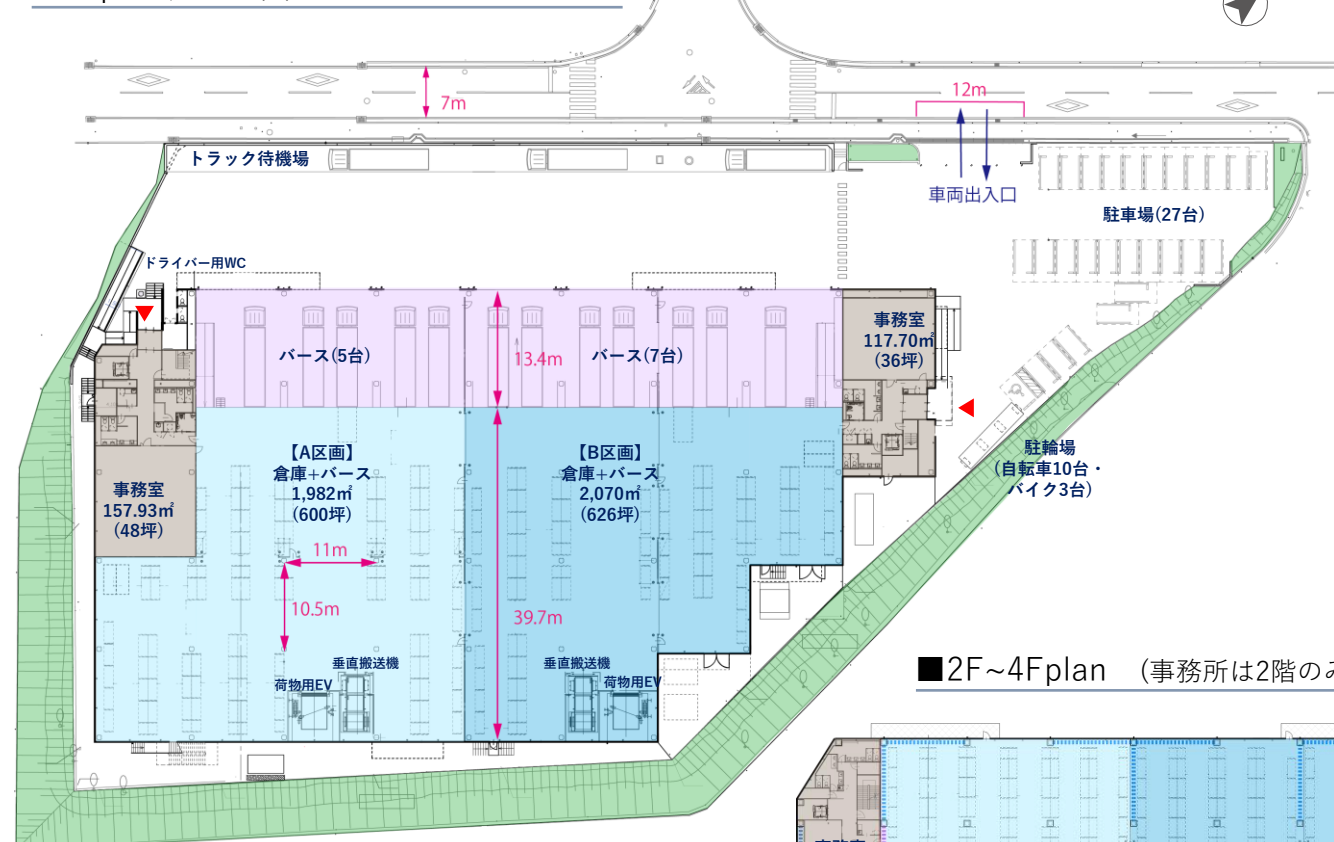 7m
12m
トラック待機場
車両出入口
駐車場(27台)
ドライバー用WC
バース(5台)
13.4m
バース(7台)
事務室
117.70㎡
(36坪)
【A区画】
倉庫+バース
1,982㎡
(600坪)
【B区画】
倉庫+バース
2,070㎡
(626坪)
駐輪場
(自転車10台・
バイク3台)
事務室
157.93㎡
(48坪)
11m
10.5m
39.7m
垂直搬送機
荷物用EV
垂直搬送機
荷物用EV
■2F~4Fplan (事務所は2階のみ